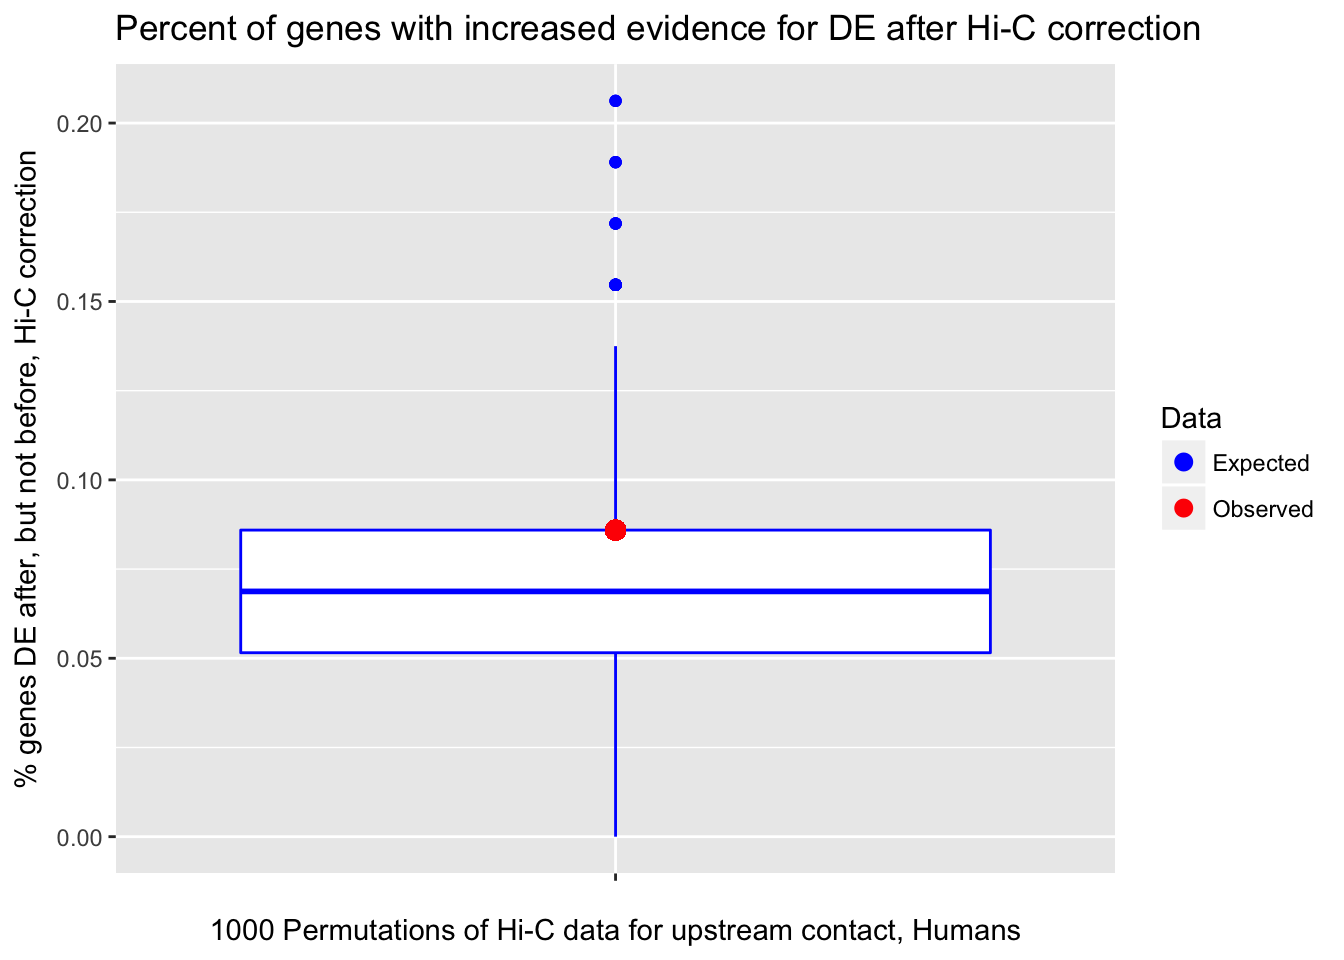 Percent of genes with increased evidence for DE after Hi-C correction
% genes DE after, but not before, Hi-C correction
0.20
0.15
0.10
0.05
0.00
1000 Permutations of Hi-C data for upstream contact, Humans
Data
Expected
Observed